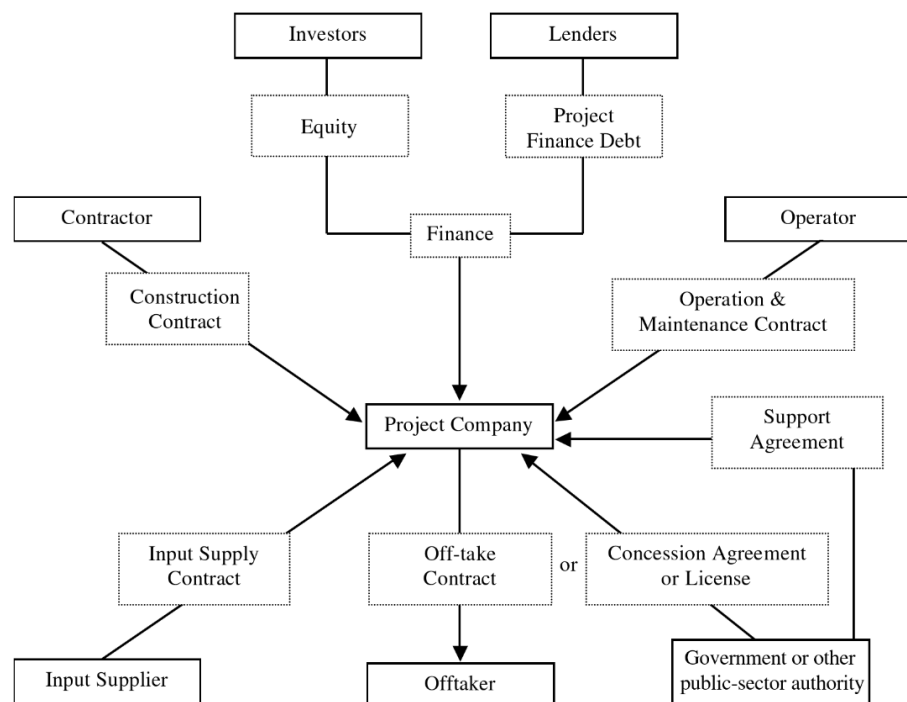 Investors
Lenders
Equity
Project
Finance Debt
Contractor
Finance
Operator
Construction
Contract
Operation &
Maintenance Contract
Project Company
Support
Agreement
Input Supply
Contract
Off-take
Contract
or
Concession Agreement
or License
Input Supplier
Offtaker
Government or other
public-sector authority